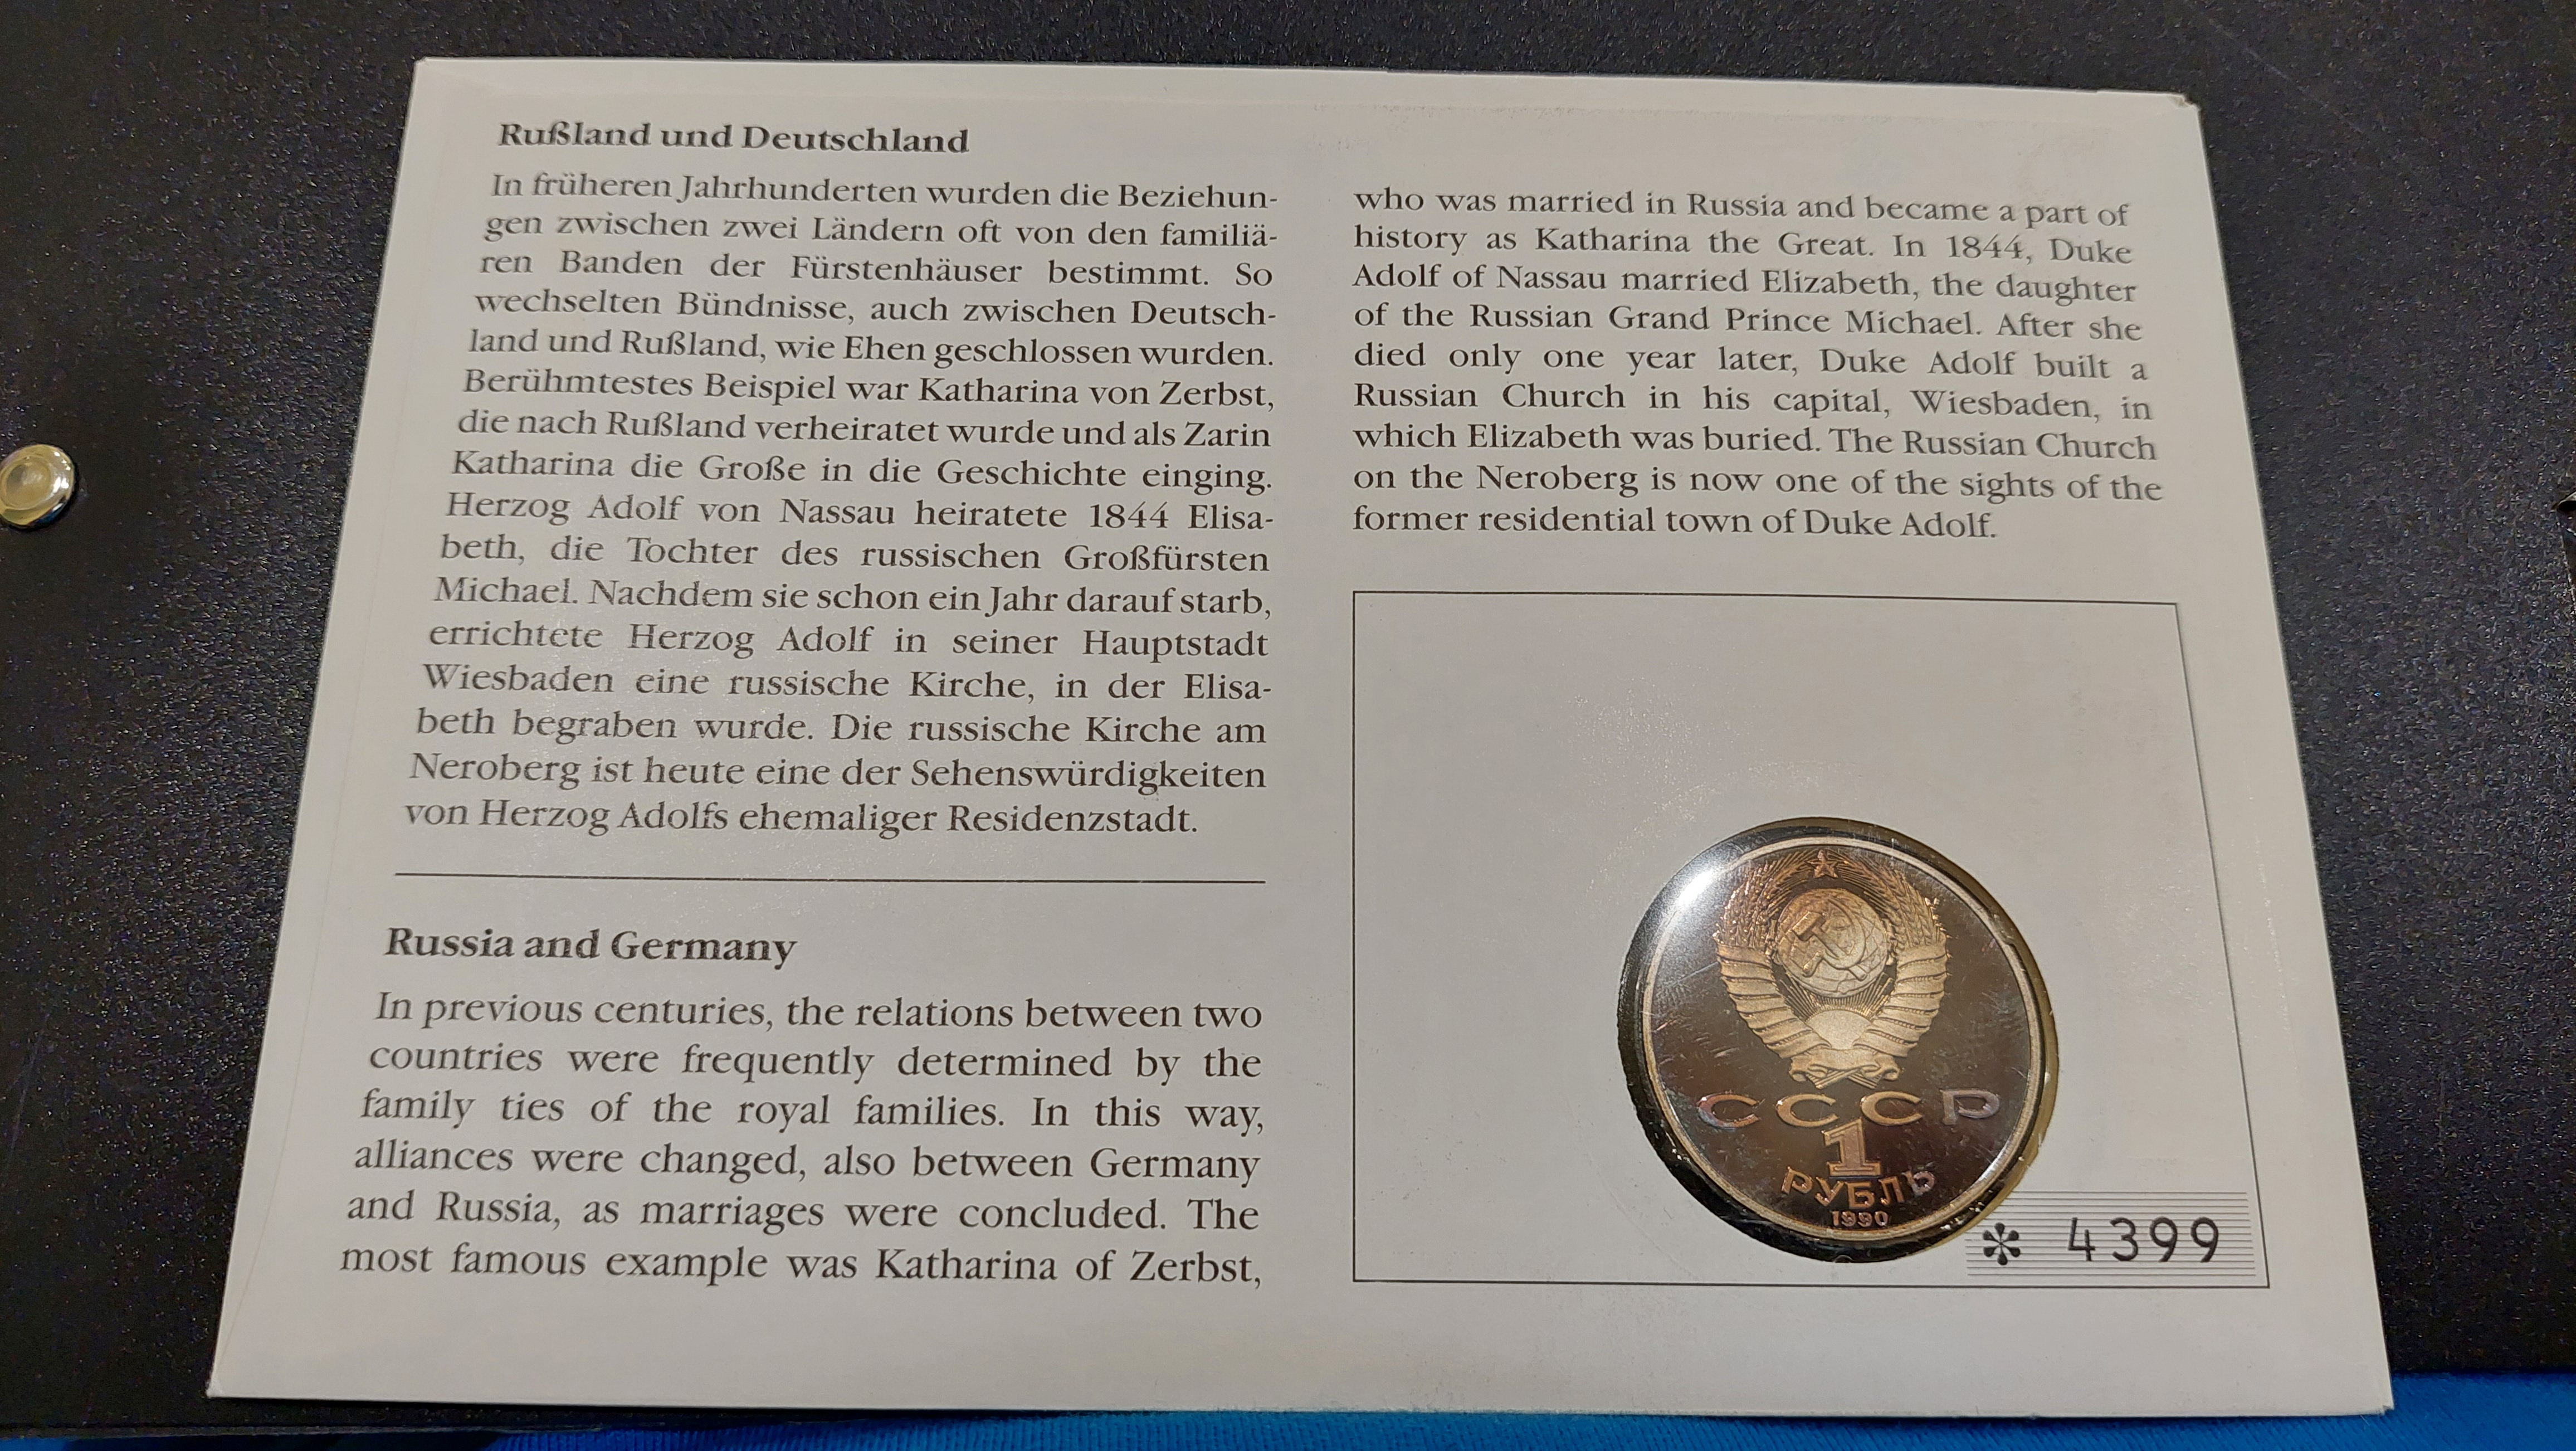 Rußland und Deutschland
In früheren Jahrhunderten wurden die Beziehun-
gen zwischen zwei Ländern oft von den familiä-
ren Banden der Fürstenhäuser bestimmt. So
wechselten Bündnisse, auch zwischen Deutsch-
land und Rußland, wie Ehen geschlossen wurden.
Berühmtestes Beispiel war Katharina von Zerbst,
die nach Rußland verheiratet wurde und als Zarin
Katharina die Große in die Geschichte einging.
Herzog Adolf von Nassau heiratete 1844 Elisa-
beth, die Tochter des russischen Großfürsten
Michael. Nachdem sie schon ein Jahr darauf starb,
errichtete Herzog Adolf in seiner Hauptstadt
Wiesbaden eine russische Kirche, in der Elisa-
beth begraben wurde. Die russische Kirche am
Neroberg ist heute eine der Sehenswürdigkeiten
von Herzog Adolfs ehemaliger Residenzstadt.
Russia and Germany
In previous centuries, the relations between two
countries were frequently determined by the
family ties of the royal families. In this way,
alliances were changed, also between Germany
and Russia, as marriages were concluded. The
most famous example was Katharina of Zerbst,
who was married in Russia and became a part of
history as Katharina the Great. In 1844, Duke
Adolf of Nassau married Elizabeth, the daughter
of the Russian Grand Prince Michael. After she
died only one year later, Duke Adolf built a
Russian Church in his capital, Wiesbaden, in
which Elizabeth was buried. The Russian Church
on the Neroberg is now one of the sights of the
former residential town of Duke Adolf.
СССР
1
РУБЛЬ
1990
* 4399